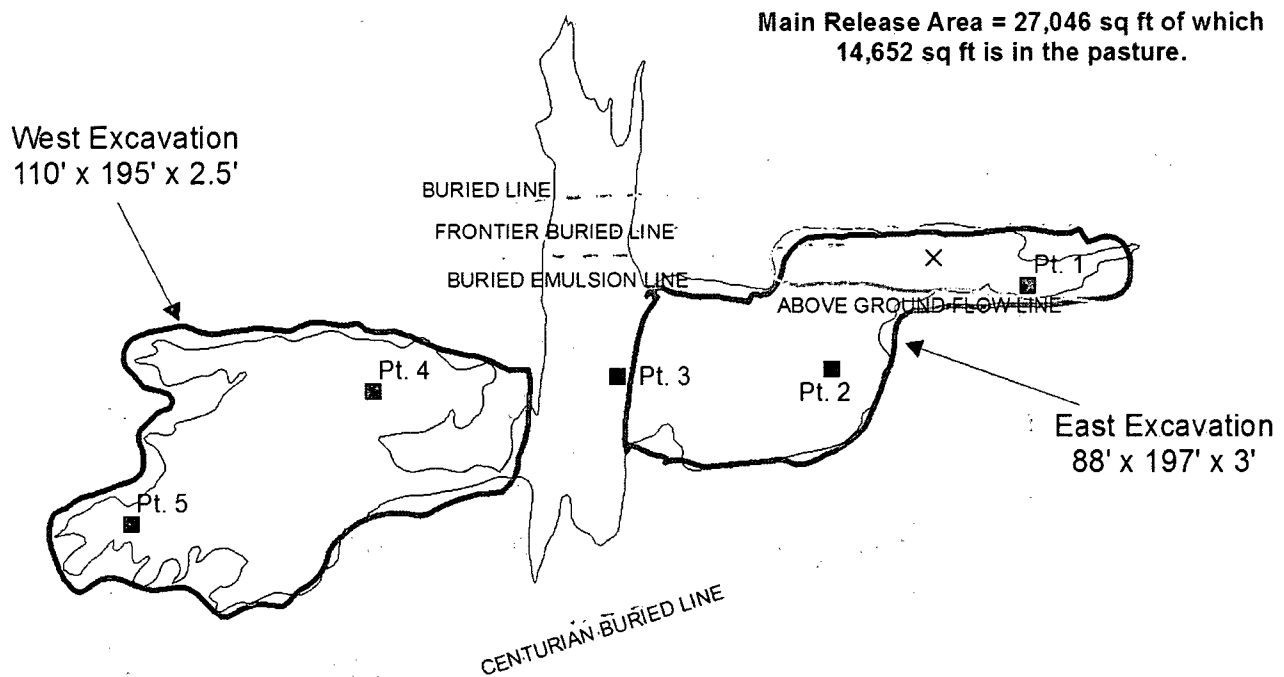 Main Release Area = 27,046 sq ft of which
14,652 sq ft is in the pasture.
West Excavation
110' x 195' x 2.5'
BURIED LINE
FRONTIER BURIED LINE
BURIED EMULSION LINE
Pt. 1
ABOVE GROUND FLOW LINE
Pt. 4
Pt. 3
Pt. 2
East Excavation
88' x 197' x 3'
Pt. 5
CENTURIAN BURIED LINE